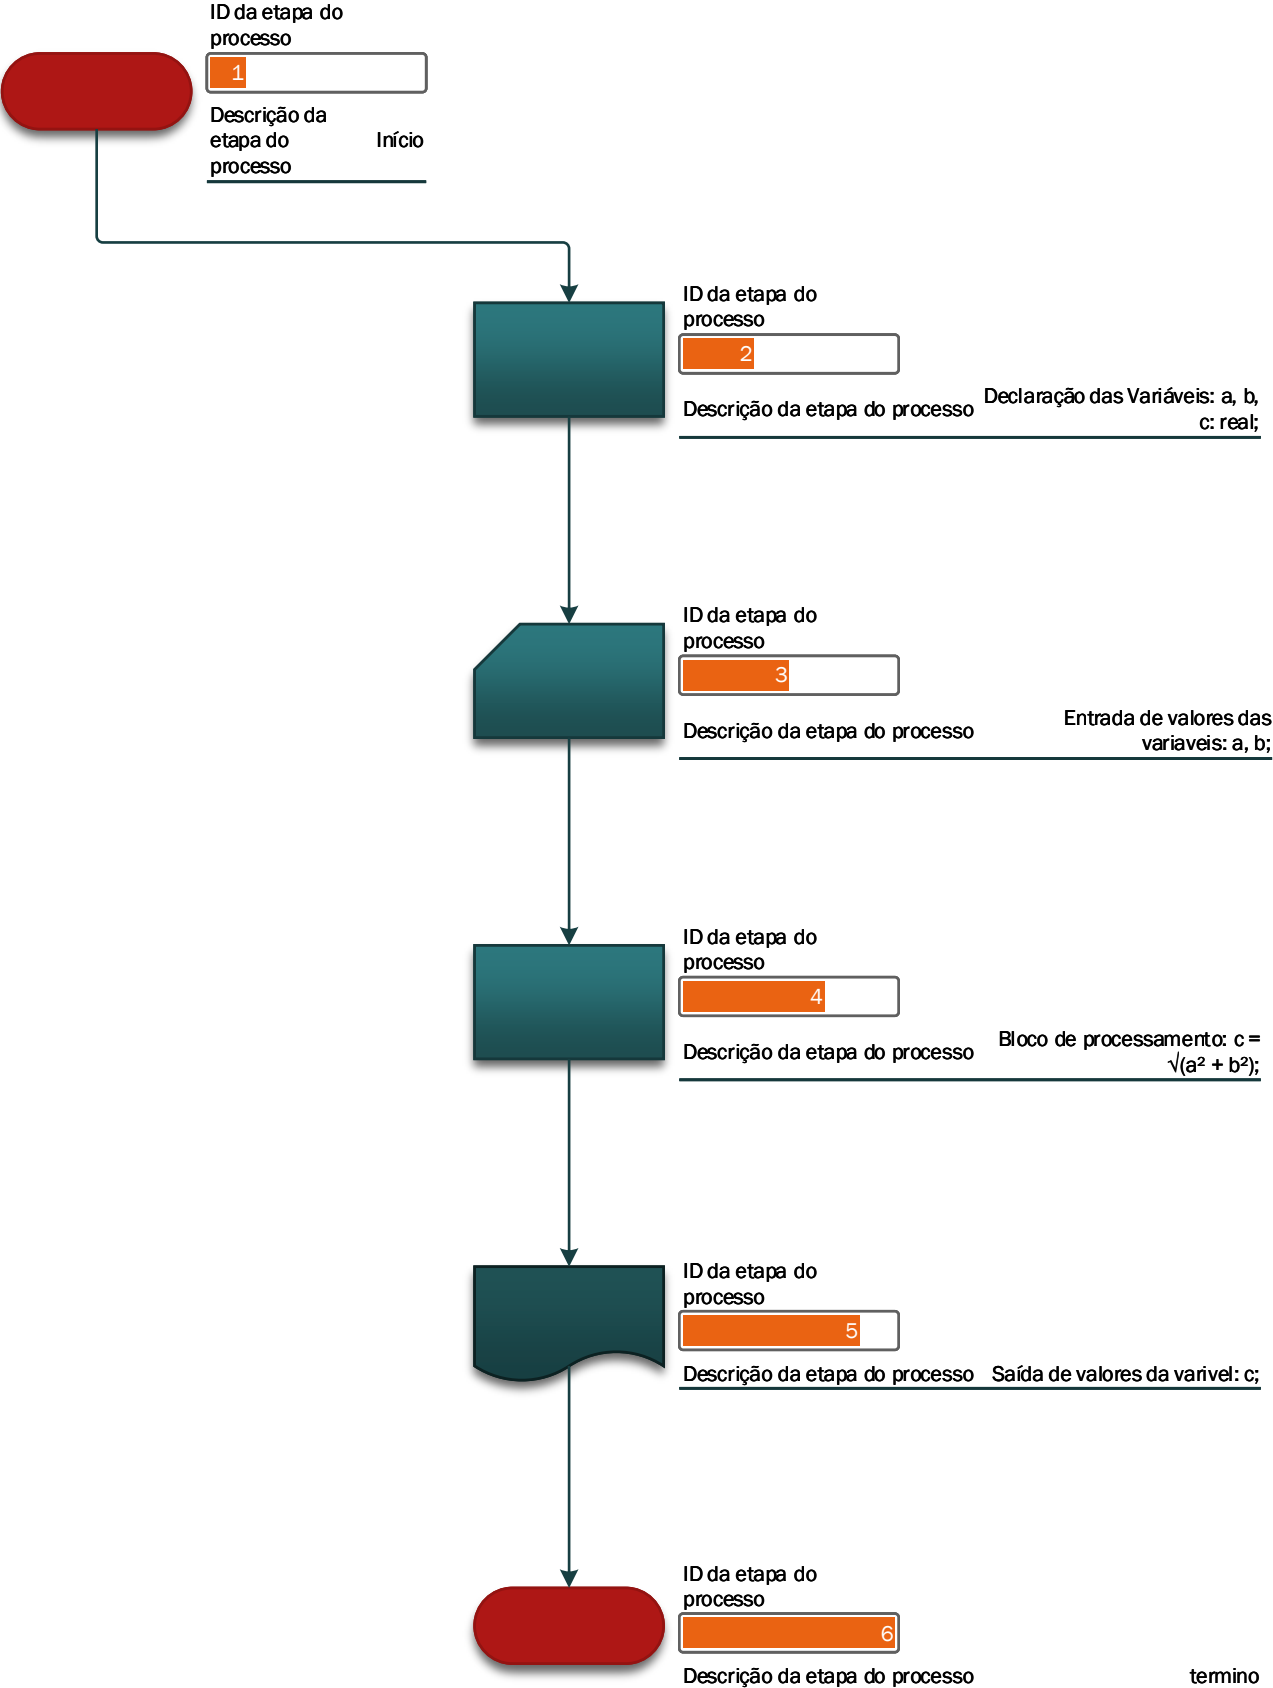 ID da etapa do
processo
1
Descrição da
etapa do
processo
Início
ID da etapa do
processo
2
Descrição da etapa do processo
Declaração das Variáveis: a, b,
c: real;
ID da etapa do
processo
3
Descrição da etapa do processo
Entrada de valores das
variaveis: a, b;
ID da etapa do
processo
4
Descrição da etapa do processo
Bloco de processamento: c =
√(a² + b²);
ID da etapa do
processo
5
Descrição da etapa do processo
Saída de valores da varivel: c;
ID da etapa do
processo
6
Descrição da etapa do processo
termino